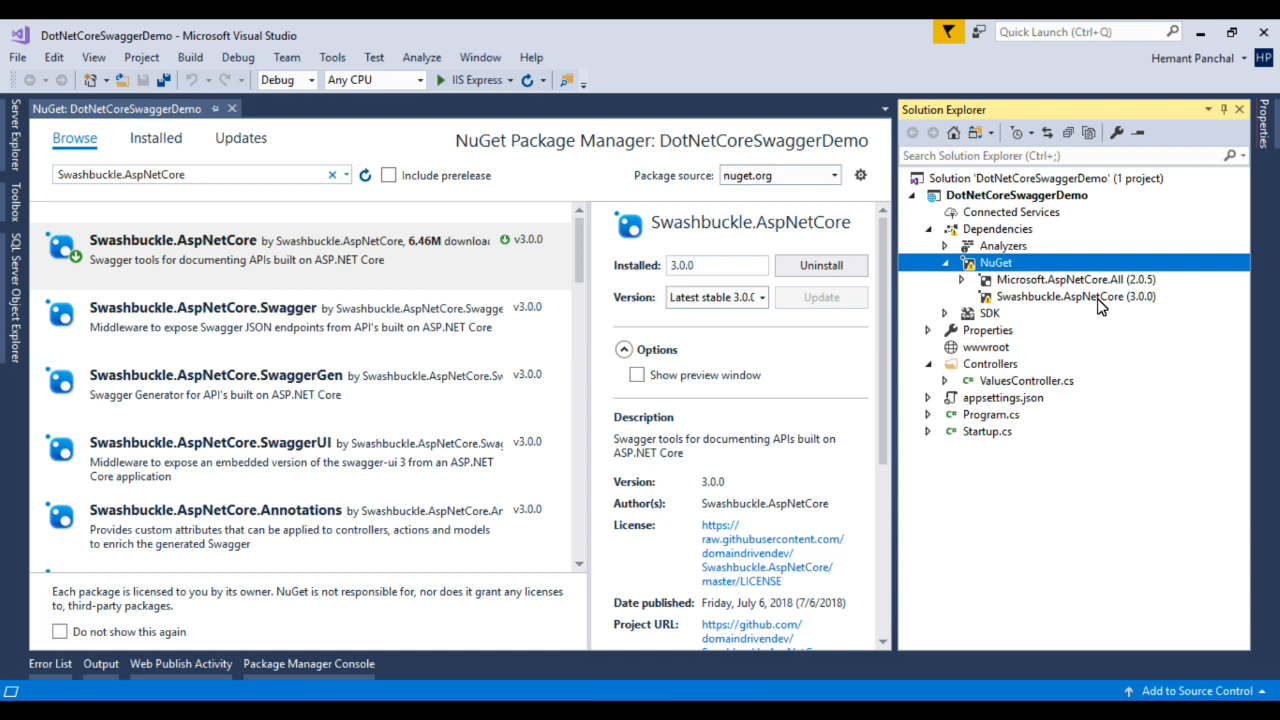 DotNetCoreSwaggerDemo - Microsoft Visual Studio
Quick Launch (Ctrl+Q)
File Edit View Project Build Debug Team Tools Test Analyze Window Help
Hemant Panchal HP
Debug Any CPU IIS Express
Server Explorer
Toolbox
SQL Server Object Explorer
NuGet: DotNetCoreSwaggerDemo
Browse Installed Updates
NuGet Package Manager: DotNetCoreSwaggerDemo
Swashbuckle.AspNetCore
Include prerelease
Package source: nuget.org
Swashbuckle.AspNetCore by Swashbuckle.AspNetCore, 6.46M downloac v3.0.0
Swagger tools for documenting APIs built on ASP.NET Core
Swashbuckle.AspNetCore.Swagger by Swashbuckle.AspNetCore.Swagge v3.0.0
Middleware to expose Swagger JSON endpoints from API's built on ASP.NET Core
Swashbuckle.AspNetCore.SwaggerGen by Swashbuckle.AspNetCore.Sw v3.0.0
Swagger Generator for API's built on ASP.NET Core
Swashbuckle.AspNetCore.SwaggerUI by Swashbuckle.AspNetCore.Swag v3.0.0
Middleware to expose an embedded version of the swagger-ui 3 from an ASP.NET
Core application
Swashbuckle.AspNetCore.Annotations by Swashbuckle.AspNetCore.Ar v3.0.0
Provides custom attributes that can be applied to controllers, actions and models
to enrich the generated Swagger
Each package is licensed to you by its owner. NuGet is not responsible for, nor does it grant any licenses
to, third-party packages.
Do not show this again
Swashbuckle.AspNetCore
Installed: 3.0.0 Uninstall
Version: Latest stable 3.0.0 Update
Options
Show preview window
Description
Swagger tools for documenting APIs built on
ASP.NET Core
Version: 3.0.0
Author(s): Swashbuckle.AspNetCore
License: https://
raw.githubusercontent.com/
domaindrivendev/
Swashbuckle.AspNetCore/
master/LICENSE
Date published: Friday, July 6, 2018 (7/6/2018)
Project URL: https://github.com/
domaindrivendev/
Solution Explorer
Search Solution Explorer (Ctrl+;)
Solution 'DotNetCoreSwaggerDemo' (1 project)
DotNetCoreSwaggerDemo
Connected Services
Dependencies
Analyzers
NuGet
Microsoft.AspNetCore.All (2.0.5)
Swashbuckle.AspNetCore (3.0.0)
SDK
Properties
wwwroot
Controllers
C# ValuesController.cs
appsettings.json
C# Program.cs
C# Startup.cs
Properties
Error List Output Web Publish Activity Package Manager Console
Add to Source Control